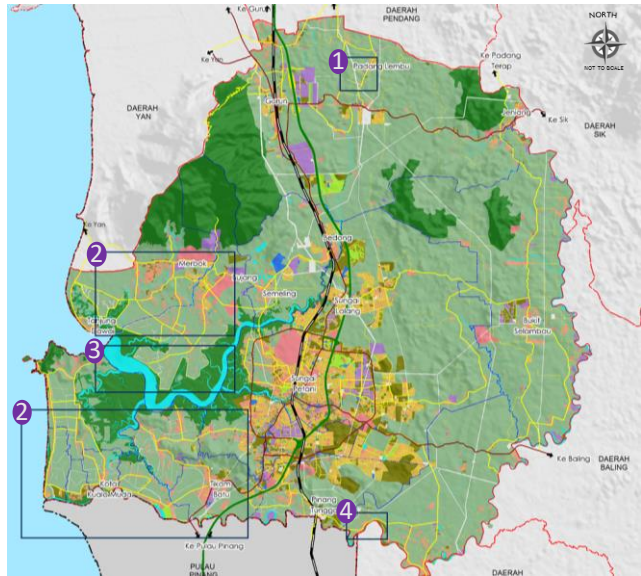 DAERAH
PENDANG
NORTH
NOT TO SCALE
Ke Guru
Ke Yan
1
Padang Lembu
Ke Padang
Terap
Gurun
Jeniang
Ke Sik
DAERAH
YAN
DAERAH
SIK
Ke Yan
Bedong
2
Merbok
Bujang
Semeling
Sungai
Lalang
Tanjung
Dawai
Bukit
Selambau
3
Sungai
Petani
2
Ke Baling
DAERAH
BALING
Kota
Kuala Muda
Tikam
Batu
Pinang
Tunggal
4
Ke Pulau Pinang
PULAU
PINANG
DAERAH